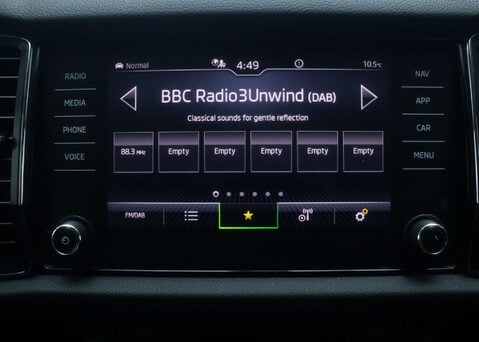 Normal 4:49 10.5°C
RADIO
MEDIA
PHONE
VOICE
BBC Radio3Unwind (DAB)
Classical sounds for gentle reflection
88.3 MHz Empty Empty Empty Empty Empty
FM/DAB
NAV
APP
CAR
MENU